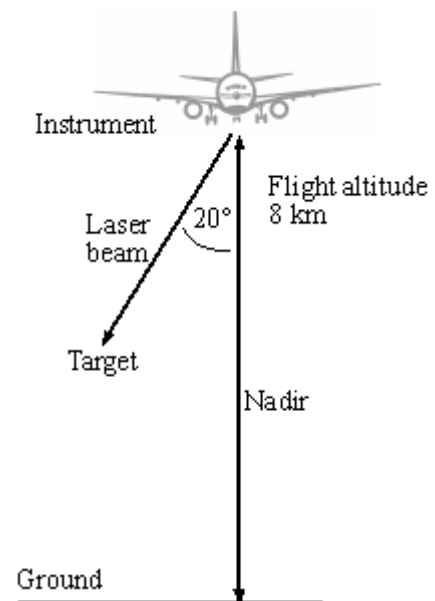 Instrument
Flight altitude
8 km
20°
Laser
beam
Target
Nadir
Ground